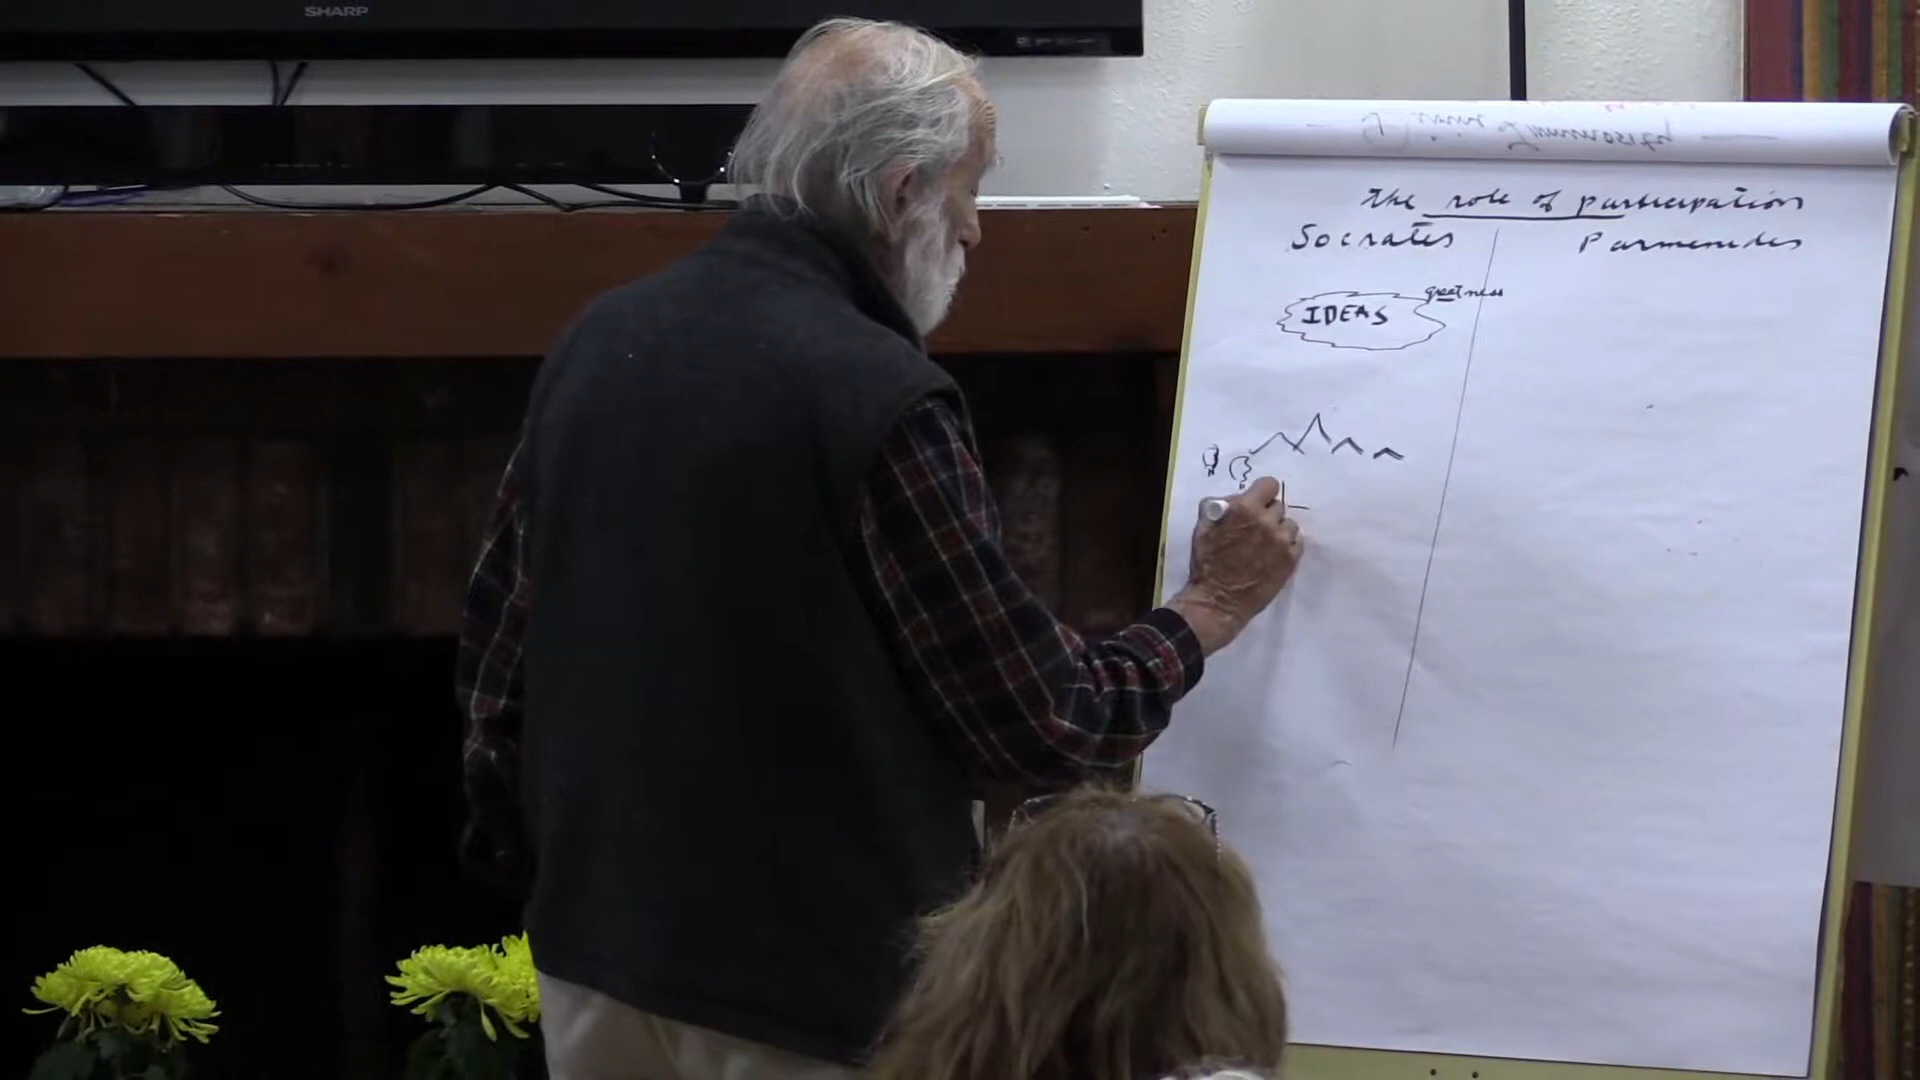 SHARP
the role of participation
Socrates Parmenides
greatness
IDEAS